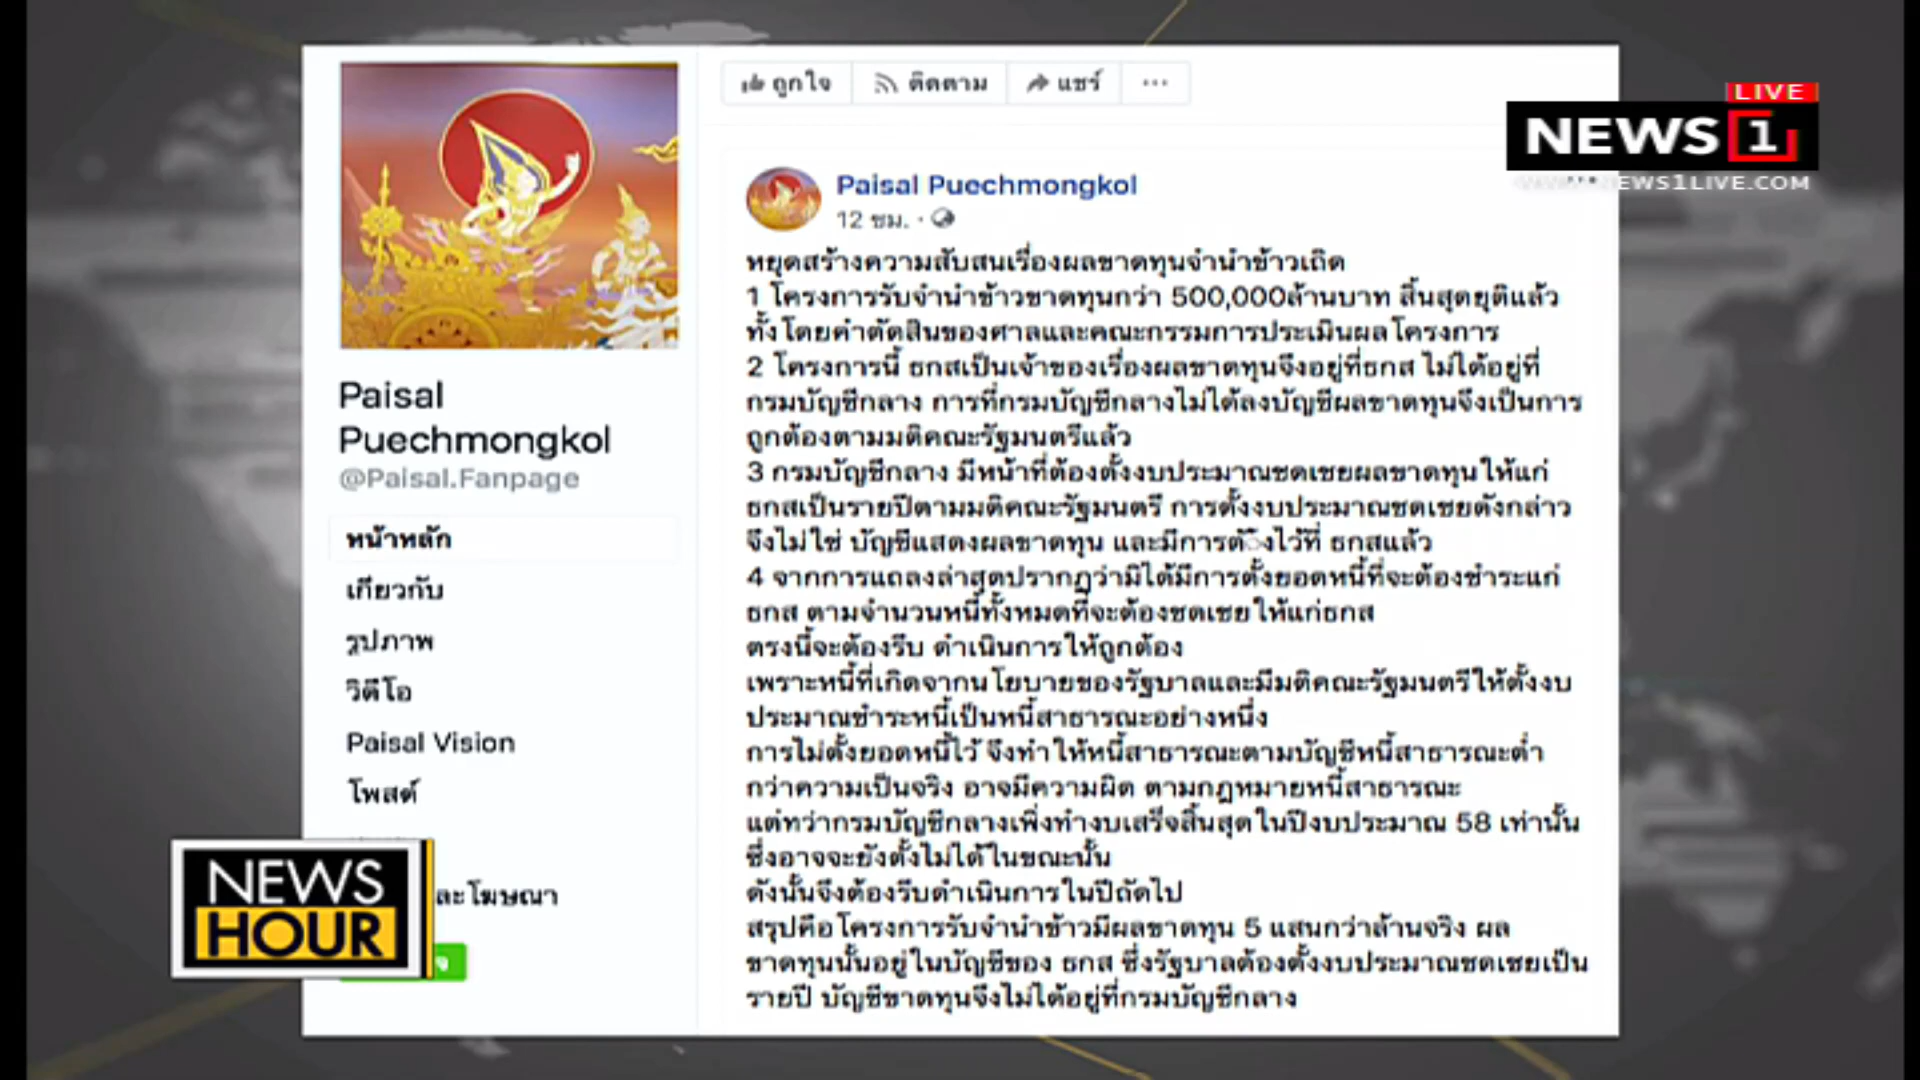 ถูกใจ
ติดตาม
แชร์
LIVE
NEWS 1
NEWS1LIVE.COM
Paisal Puechmongkol
12 ชม.
หยุดสร้างความสับสนเรื่องผลขาดทุนจำนำข้าวเถิด
1 โครงการรับจำนำข้าวขาดทุนกว่า 500,000ล้านบาท สิ้นสุดยุติแล้ว
ทั้งโดยคำตัดสินของศาลและคณะกรรมการประเมินผลโครงการ
2 โครงการนี้ ธกสเป็นเจ้าของเรื่องผลขาดทุนจึงอยู่ที่ธกส ไม่ได้อยู่ที่
กรมบัญชีกลาง การที่กรมบัญชีกลางไม่ได้ลงบัญชีผลขาดทุนจึงเป็นการ
ถูกต้องตามมติคณะรัฐมนตรีแล้ว
3 กรมบัญชีกลาง มีหน้าที่ต้องตั้งงบประมาณชดเชยผลขาดทุนให้แก่
ธกสเป็นรายปีตามมติคณะรัฐมนตรี การตั้งงบประมาณชดเชยดังกล่าว
จึงไม่ใช่ บัญชีแสดงผลขาดทุน และมีการตั้งไว้ที่ ธกสแล้ว
4 จากการแถลงล่าสุดปรากฏว่ามิได้มีการตั้งยอดหนี้ที่จะต้องชำระแก่
ธกส ตามจำนวนหนี้ทั้งหมดที่จะต้องชดเชยให้แก่ธกส
ตรงนี้จะต้องรีบ ดำเนินการให้ถูกต้อง
เพราะหนี้ที่เกิดจากนโยบายของรัฐบาลและมีมติคณะรัฐมนตรีให้ตั้งงบ
ประมาณชำระหนี้เป็นหนี้สาธารณะอย่างหนึ่ง
การไม่ตั้งยอดหนี้ไว้ จึงทำให้หนี้สาธารณะตามบัญชีหนี้สาธารณะต่ำ
กว่าความเป็นจริง อาจมีความผิด ตามกฎหมายหนี้สาธารณะ
แต่ทว่ากรมบัญชีกลางเพิ่งทำงบเสร็จสิ้นสุดในปีงบประมาณ 58 เท่านั้น
ซึ่งอาจจะยังตั้งไม่ได้ในขณะนั้น
ดังนั้นจึงต้องรีบดำเนินการในปีถัดไป
สรุปคือโครงการรับจำนำข้าวมีผลขาดทุน 5 แสนกว่าล้านจริง ผล
ขาดทุนนั้นอยู่ในบัญชีของ ธกส ซึ่งรัฐบาลต้องตั้งงบประมาณชดเชยเป็น
รายปี บัญชีขาดทุนจึงไม่ได้อยู่ที่กรมบัญชีกลาง
Paisal
Puechmongkol
@Paisal.Fanpage
หน้าหลัก
เกี่ยวกับ
รูปภาพ
วิดีโอ
Paisal Vision
โพสต์
ละโฆษณา
NEWS
HOUR